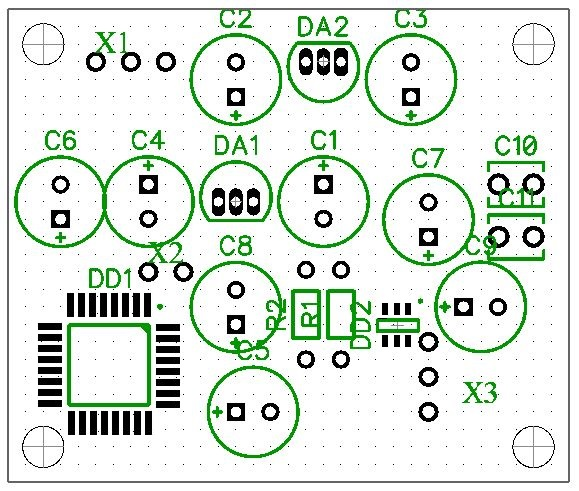 C2 DA2 C3
X1
C6 C4 DA1 C1 C7 C10
C11
X2 C8 C9
DD1
R2 R1 DD2
C5
X3